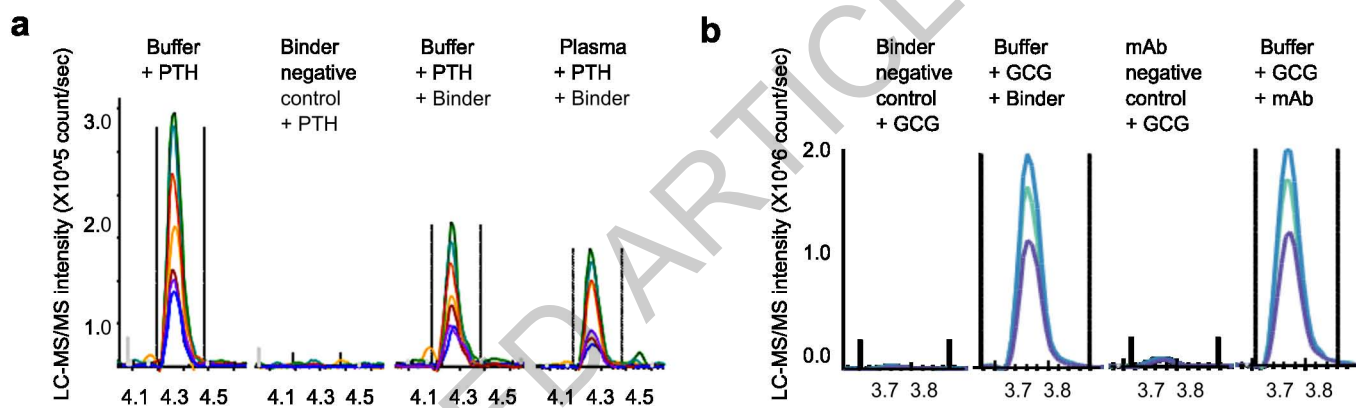 a
Buffer
+ PTH
Binder
negative
control
+ PTH
Buffer
+ PTH
+ Binder
Plasma
+ PTH
+ Binder
LC-MS/MS intensity (X10^5 count/sec)
3.0
2.0
1.0
4.1 4.3 4.5
4.1 4.3 4.5
4.1 4.3 4.5
4.1 4.3 4.5
b
Binder
negative
control
+ GCG
Buffer
+ GCG
+ Binder
mAb
negative
control
+ GCG
Buffer
+ GCG
+ mAb
LC-MS/MS intensity (X10^6 count/sec)
2.0
1.0
0.0
3.7 3.8
3.7 3.8
3.7 3.8
3.7 3.8
ED ARTICLE